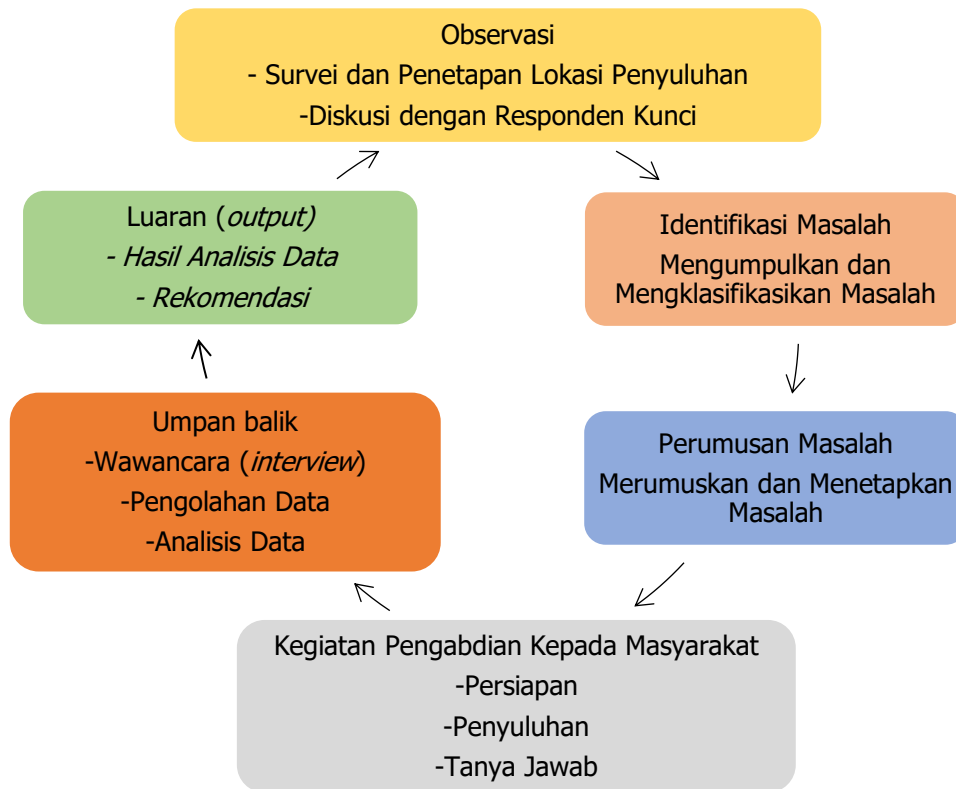 Observasi
- Survei dan Penetapan Lokasi Penyuluhan
-Diskusi dengan Responden Kunci
Identifikasi Masalah
Mengumpulkan dan
Mengklasifikasikan Masalah
Perumusan Masalah
Merumuskan dan Menetapkan
Masalah
Kegiatan Pengabdian Kepada Masyarakat
-Persiapan
-Penyuluhan
-Tanya Jawab
Umpan balik
-Wawancara (interview)
-Pengolahan Data
-Analisis Data
Luaran (output)
- Hasil Analisis Data
- Rekomendasi